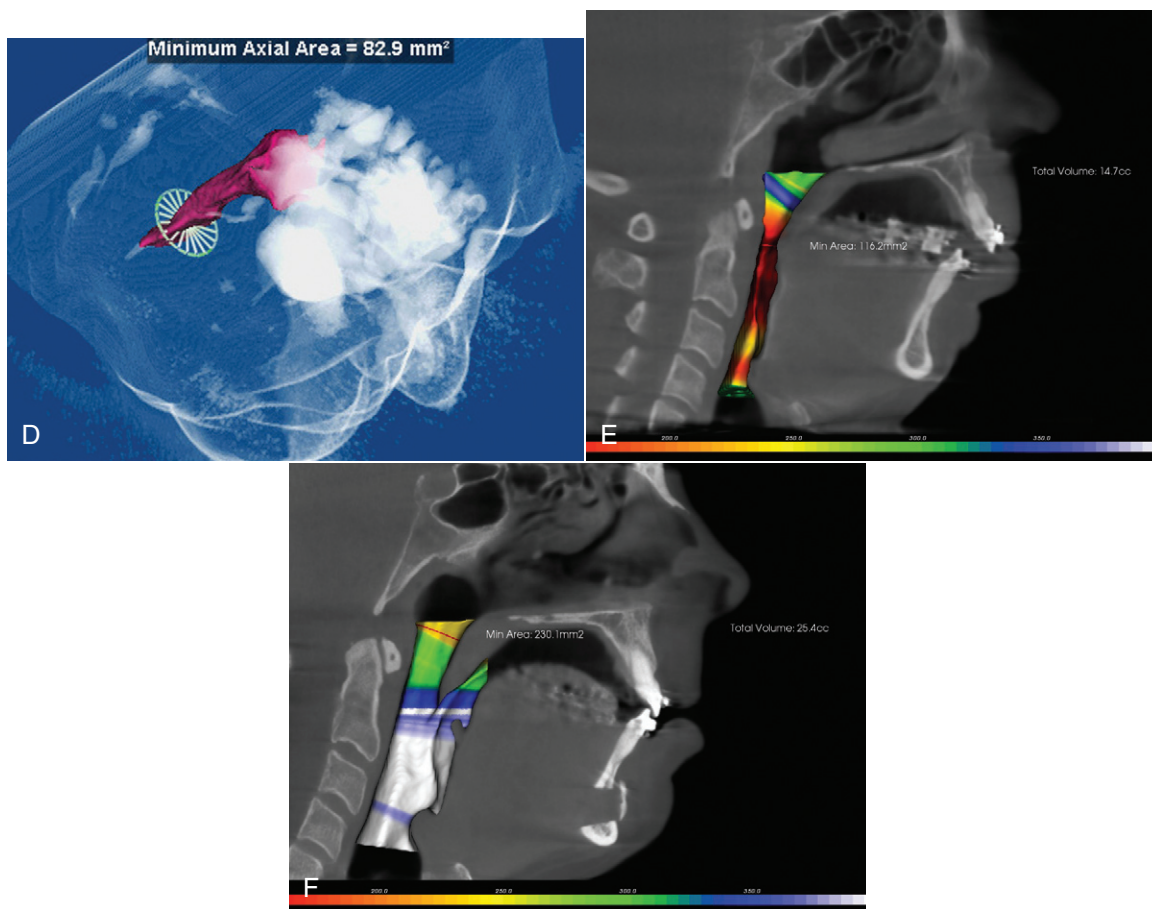 Minimum Axial Area = 82.9 mm²
D
Total Volume: 14.7cc
Min Area: 116.2mm2
E
200.0 250.0 300.0 350.0
Min Area: 230.1mm2
Total Volume: 25.4cc
F
200.0 250.0 300.0 350.0